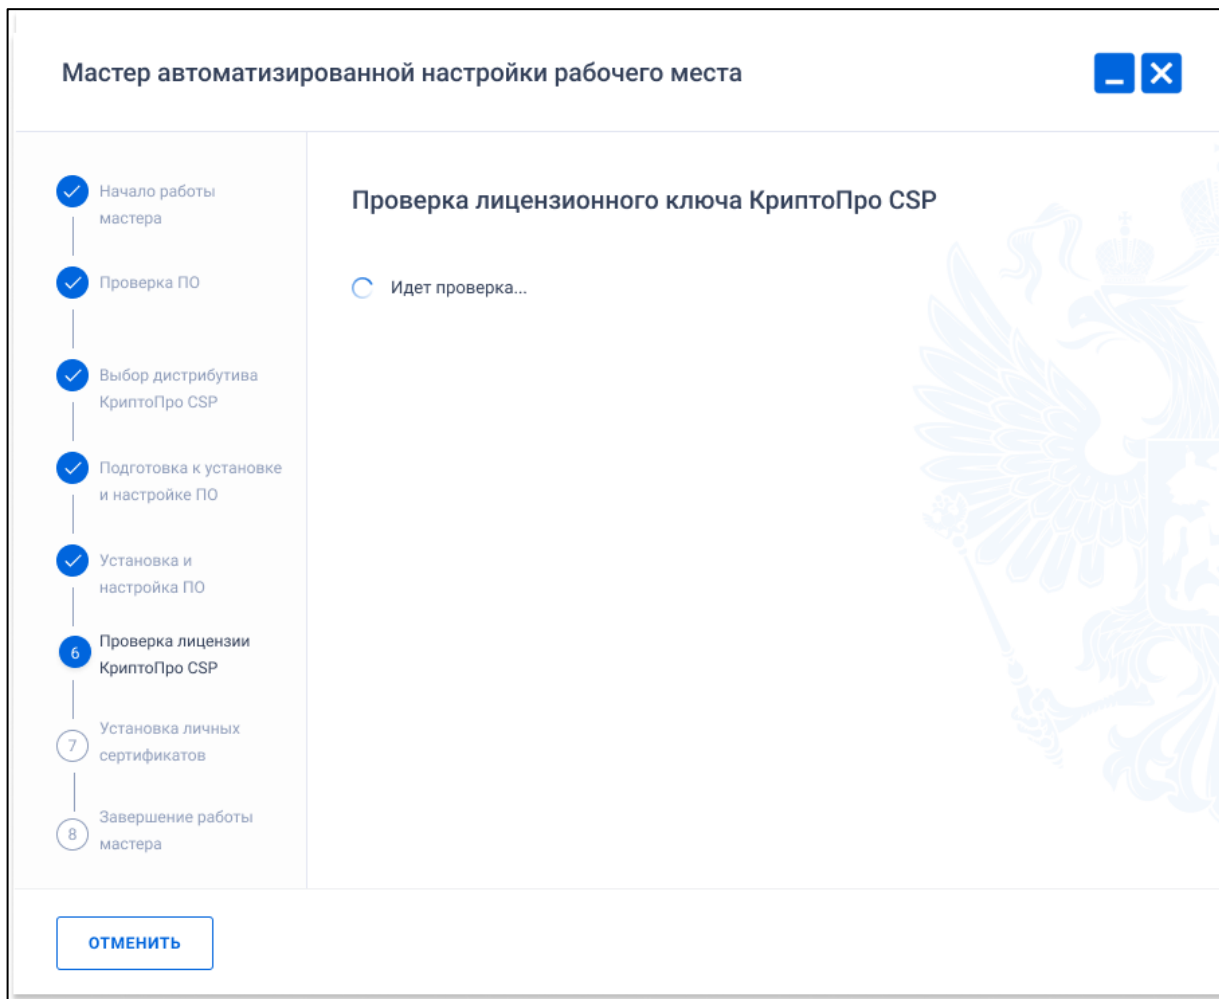 Мастер автоматизированной настройки рабочего места
Начало работы
мастера
Проверка ПО
Выбор дистрибутива
КриптоПро CSP
Подготовка к установке
и настройке ПО
Установка и
настройка ПО
6
Проверка лицензии
КриптоПро CSP
7
Установка личных
сертификатов
8
Завершение работы
мастера
Проверка лицензионного ключа КриптоПро CSP
Идет проверка...
ОТМЕНИТЬ